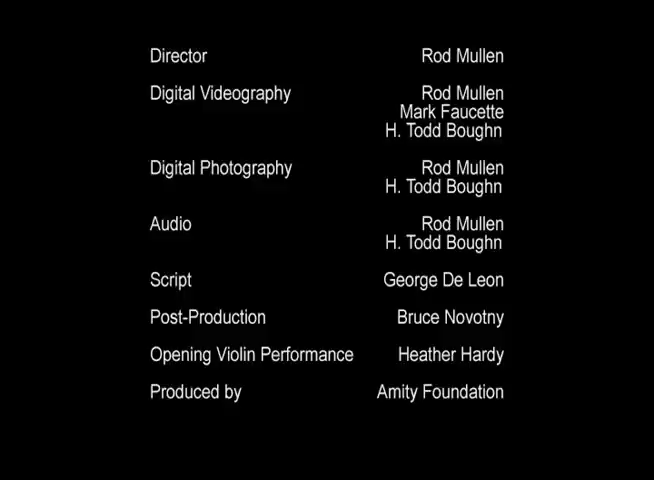 Director Rod Mullen
Digital Videography Rod Mullen
Mark Faucette
H. Todd Boughn
Digital Photography Rod Mullen
H. Todd Boughn
Audio Rod Mullen
H. Todd Boughn
Script George De Leon
Post-Production Bruce Novotny
Opening Violin Performance Heather Hardy
Produced by Amity Foundation